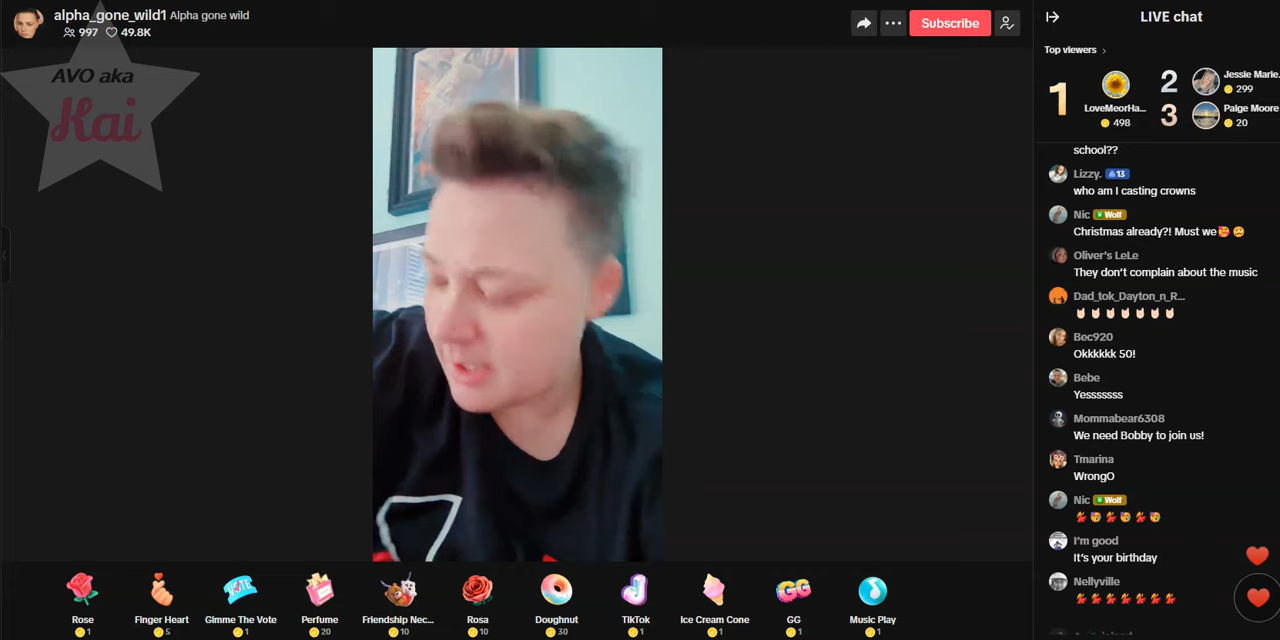 alpha_gone_wild1 Alpha gone wild
997 49.8K
Subscribe
AVO aka
Kai
LIVE chat
Top viewers
1
LoveMeorHa...
498
2
Jessie Marie.
299
3
Paige Moore
20
school??
Lizzy. 13
who am I casting crowns
Nic Wolf
Christmas already?! Must we🥰 🥴
Oliver's LeLe
They don't complain about the music
Dad_tok_Dayton_n_R...
🤘🏻🤘🏻🤘🏻🤘🏻🤘🏻🤘🏻🤘🏻
Bec920
Okkkkkk 50!
Bebe
Yesssssss
Mommabear6308
We need Bobby to join us!
Tmarina
WrongO
Nic Wolf
💃🥳💃🥳💃🥳
I'm good
It's your birthday
Nellyville
💃💃💃💃💃💃💃
VOTE
GG
Rose
1
Finger Heart
5
Gimme The Vote
1
Perfume
20
Friendship Nec...
10
Rosa
10
Doughnut
30
TikTok
1
Ice Cream Cone
1
GG
1
Music Play
1